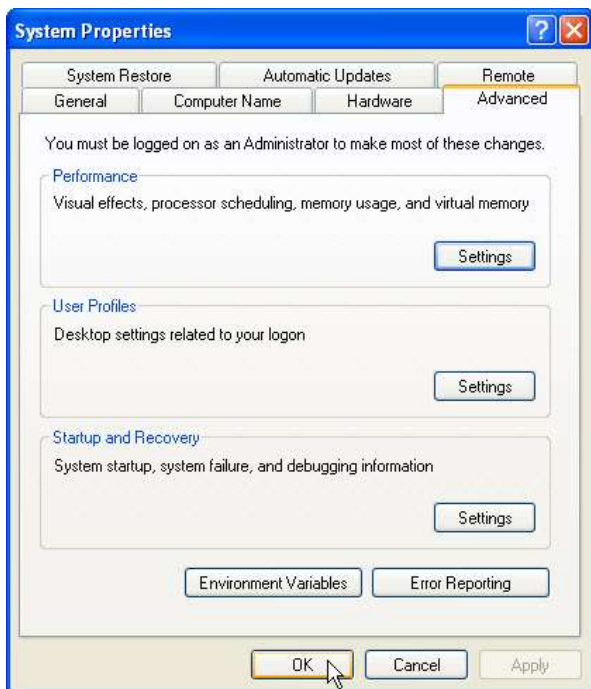 System Properties
System Restore Automatic Updates Remote
General Computer Name Hardware Advanced
You must be logged on as an Administrator to make most of these changes.
Performance
Visual effects, processor scheduling, memory usage, and virtual memory
Settings
User Profiles
Desktop settings related to your logon
Settings
Startup and Recovery
System startup, system failure, and debugging information
Settings
Environment Variables Error Reporting
OK Cancel Apply